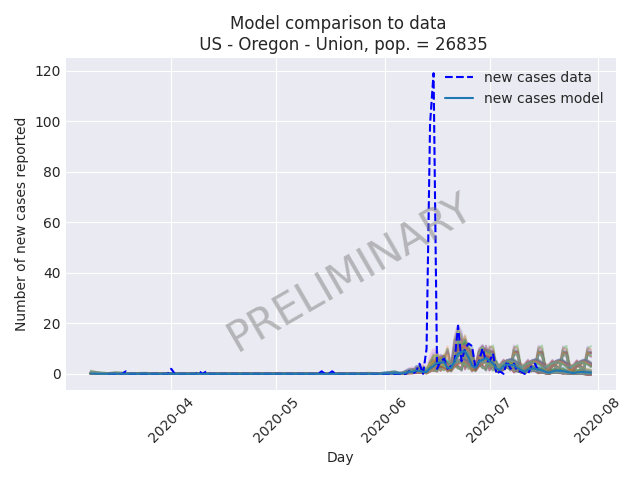 Model comparison to data
US - Oregon - Union, pop. = 26835
new cases data
new cases model
Number of new cases reported
120
100
80
60
40
20
0
PRELIMINARY
2020-04
2020-05
2020-06
2020-07
2020-08
Day